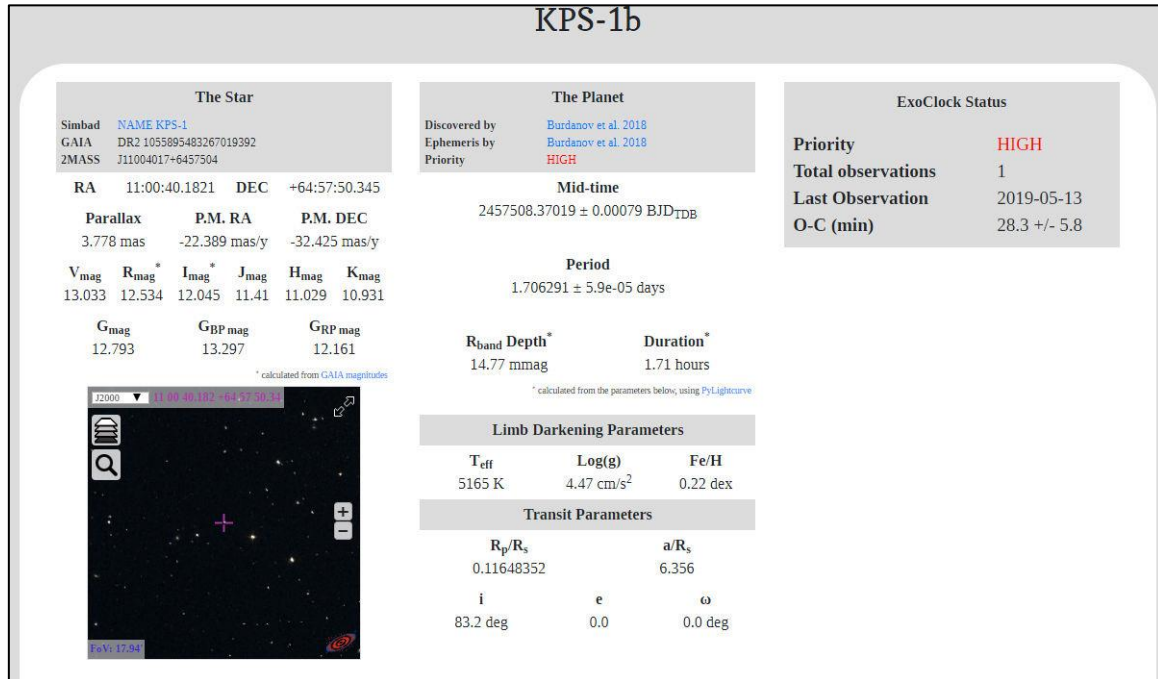 KPS-1b
The Star
Simbad NAME KPS-1
GAIA DR2 1055895483267019392
2MASS J11004017+6457504
RA 11:00:40.1821 DEC +64:57:50.345
Parallax P.M. RA P.M. DEC
3.778 mas -22.389 mas/y -32.425 mas/y
Vmag Rmag* Imag* Jmag Hmag Kmag
13.033 12.534 12.045 11.41 11.029 10.931
Gmag GBP mag GRP mag
12.793 13.297 12.161
* calculated from GAIA magnitudes
J2000 ▼ 11 00 40.182 +64 57 50.34
+
−
FoV: 17.94'
The Planet
Discovered by Burdanov et al. 2018
Ephemeris by Burdanov et al. 2018
Priority HIGH
Mid-time
2457508.37019 ± 0.00079 BJDTDB
Period
1.706291 ± 5.9e-05 days
Rband Depth* Duration*
14.77 mmag 1.71 hours
* calculated from the parameters below, using PyLightcurve
Limb Darkening Parameters
Teff Log(g) Fe/H
5165 K 4.47 cm/s² 0.22 dex
Transit Parameters
Rp/Rs a/Rs
0.11648352 6.356
i e ω
83.2 deg 0.0 0.0 deg
ExoClock Status
Priority HIGH
Total observations 1
Last Observation 2019-05-13
O-C (min) 28.3 +/- 5.8